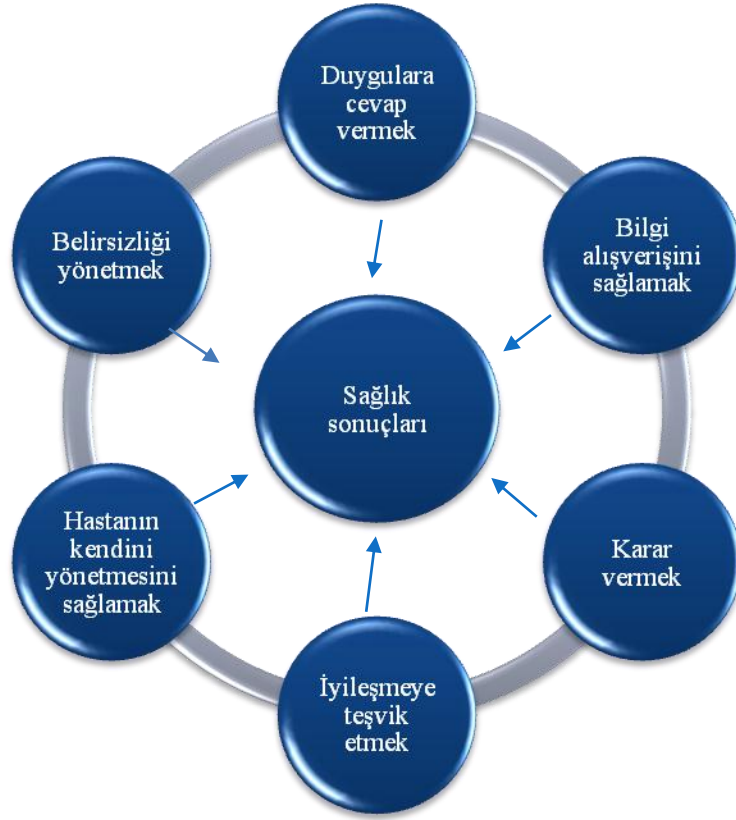 Duygulara
cevap
vermek
Bilgi
alışverişini
sağlamak
Karar
vermek
İyileşmeye
teşvik
etmek
Hastanın
kendini
yönetmesini
sağlamak
Belirsizliği
yönetmek
Sağlık
sonuçları